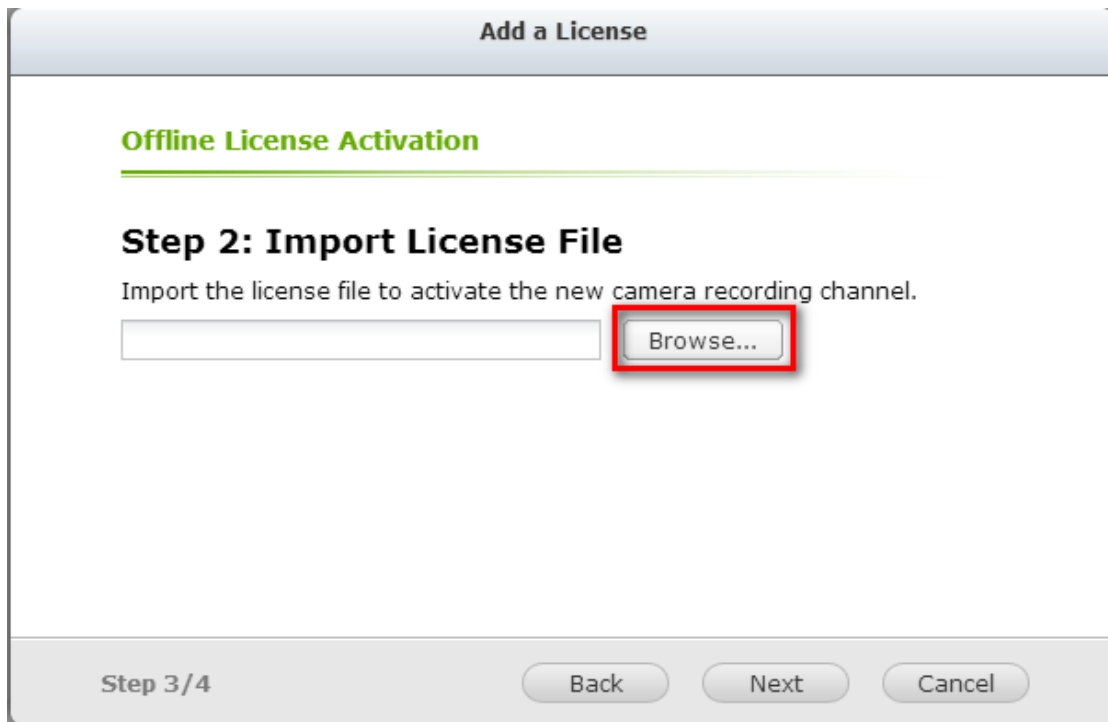 Add a License
Offline License Activation
Step 2: Import License File
Import the license file to activate the new camera recording channel.
Browse...
Step 3/4
Back
Next
Cancel